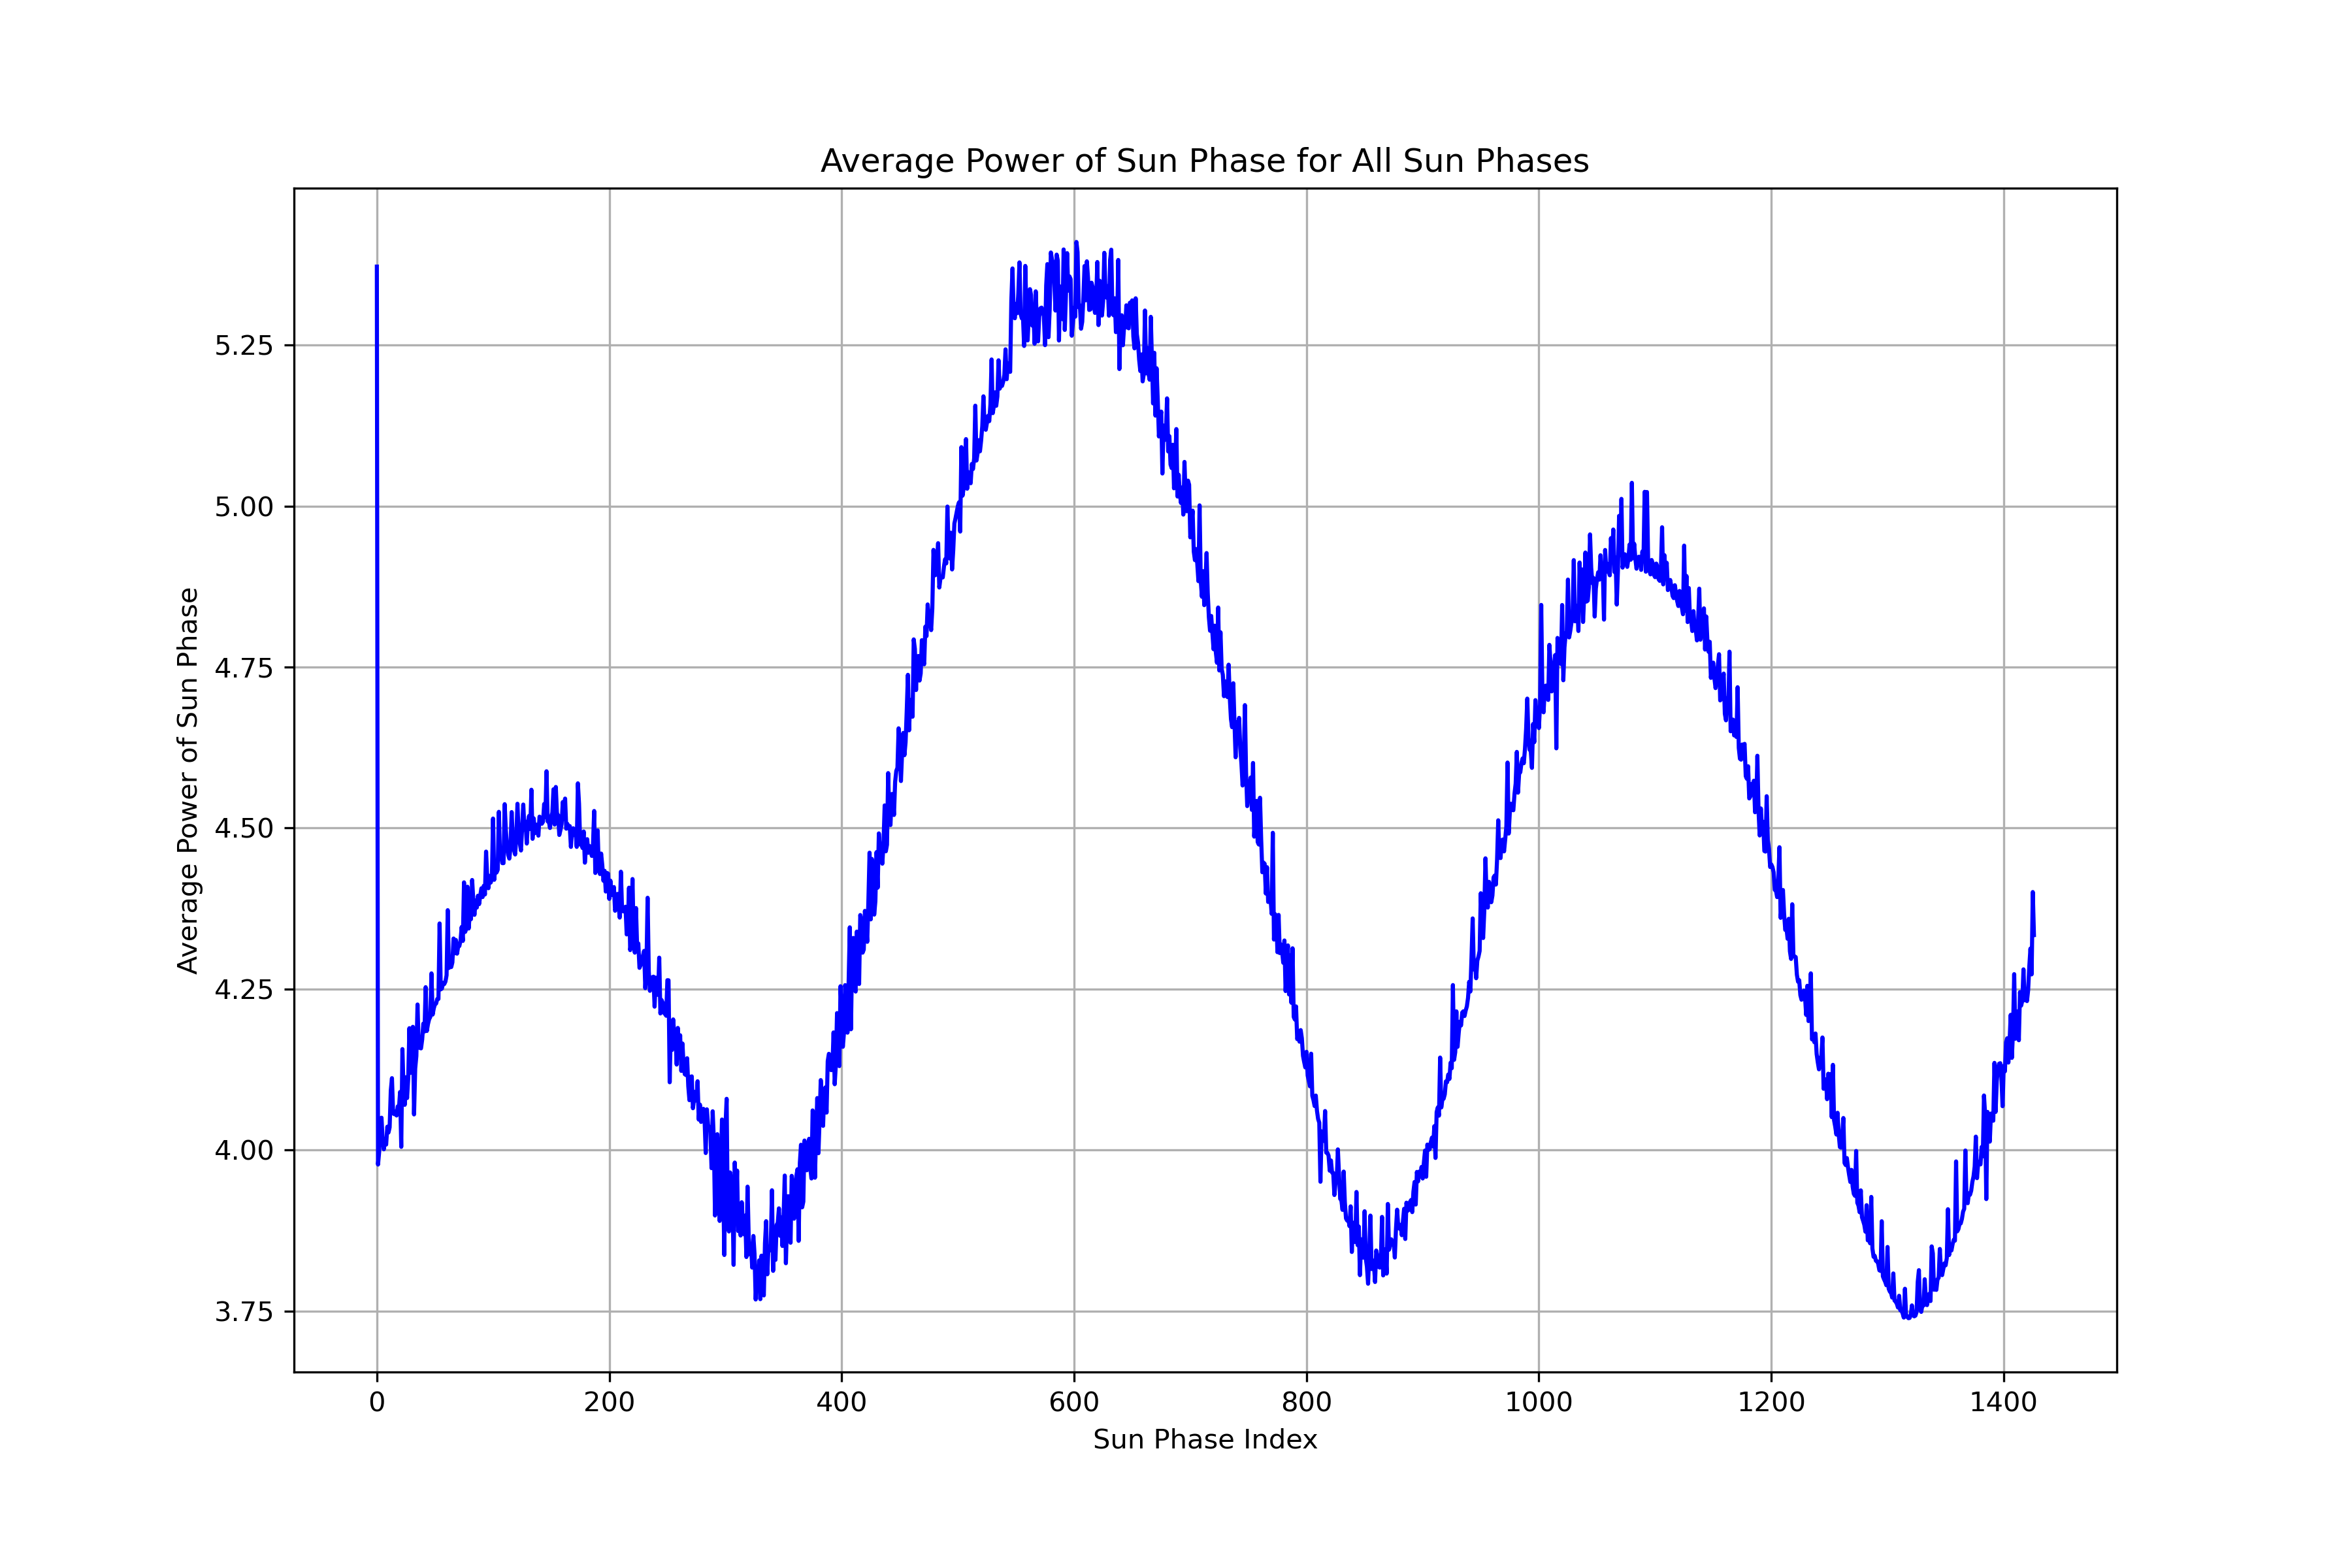 Average Power of Sun Phase for All Sun Phases
Average Power of Sun Phase
5.25
5.00
4.75
4.50
4.25
4.00
3.75
0 200 400 600 800 1000 1200 1400
Sun Phase Index